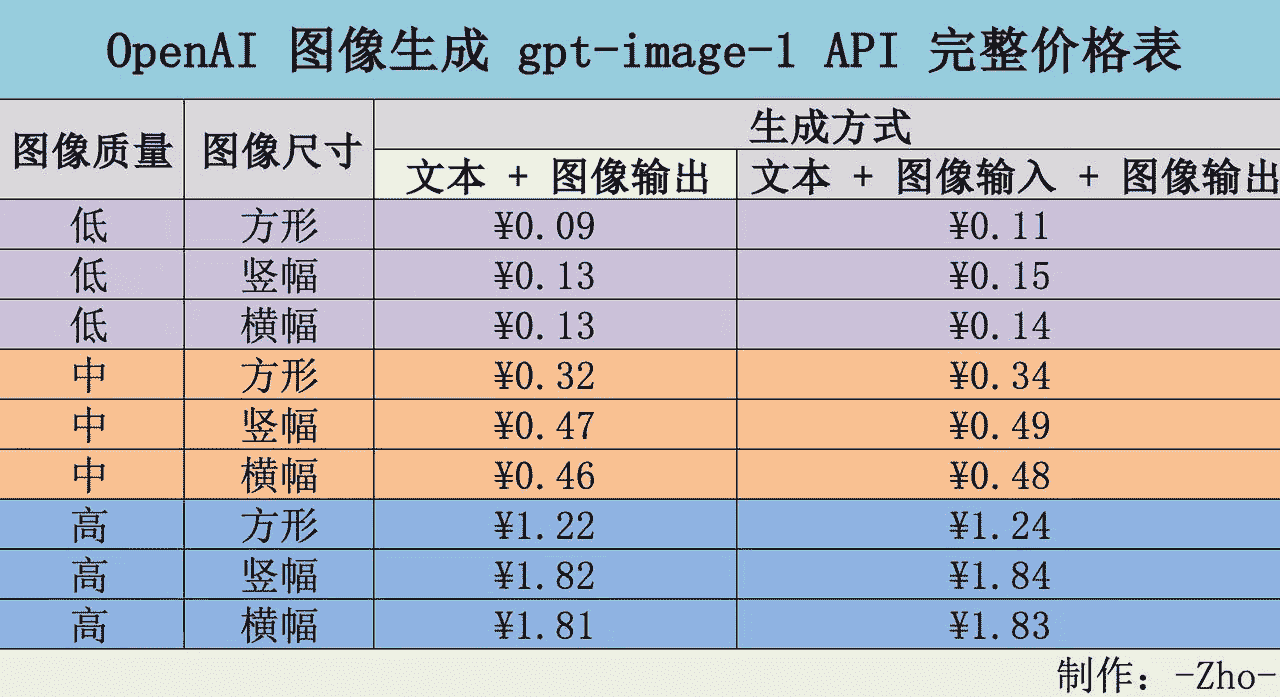 OpenAI 图像生成 gpt-image-1 API 完整价格表
图像质量 图像尺寸 生成方式
文本 + 图像输出 文本 + 图像输入 + 图像输出
低 方形 ¥0.09 ¥0.11
低 竖幅 ¥0.13 ¥0.15
低 横幅 ¥0.13 ¥0.14
中 方形 ¥0.32 ¥0.34
中 竖幅 ¥0.47 ¥0.49
中 横幅 ¥0.46 ¥0.48
高 方形 ¥1.22 ¥1.24
高 竖幅 ¥1.82 ¥1.84
高 横幅 ¥1.81 ¥1.83
制作：-Zho-